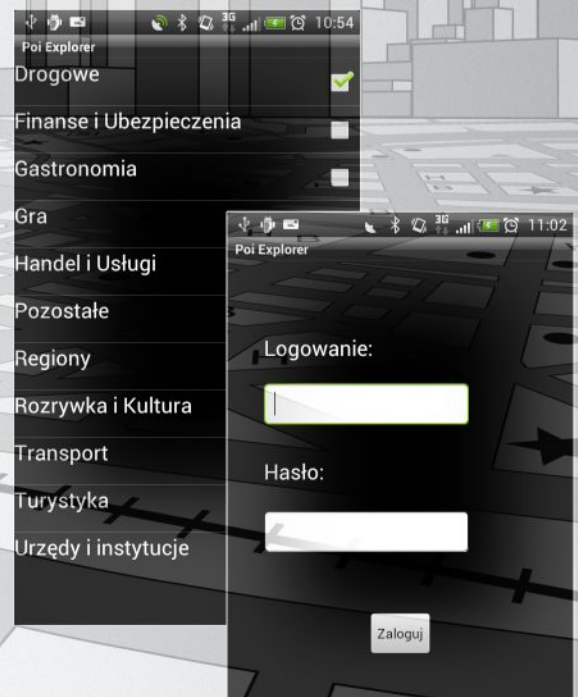 3G 10:54
Poi Explorer
Drogowe
Finanse i Ubezpieczenia
Gastronomia
Gra
Handel i Usługi
Pozostałe
Regiony
Rozrywka i Kultura
Transport
Turystyka
Urzędy i instytucje
3G 11:02
Poi Explorer
Logowanie:
Hasło:
Zaloguj